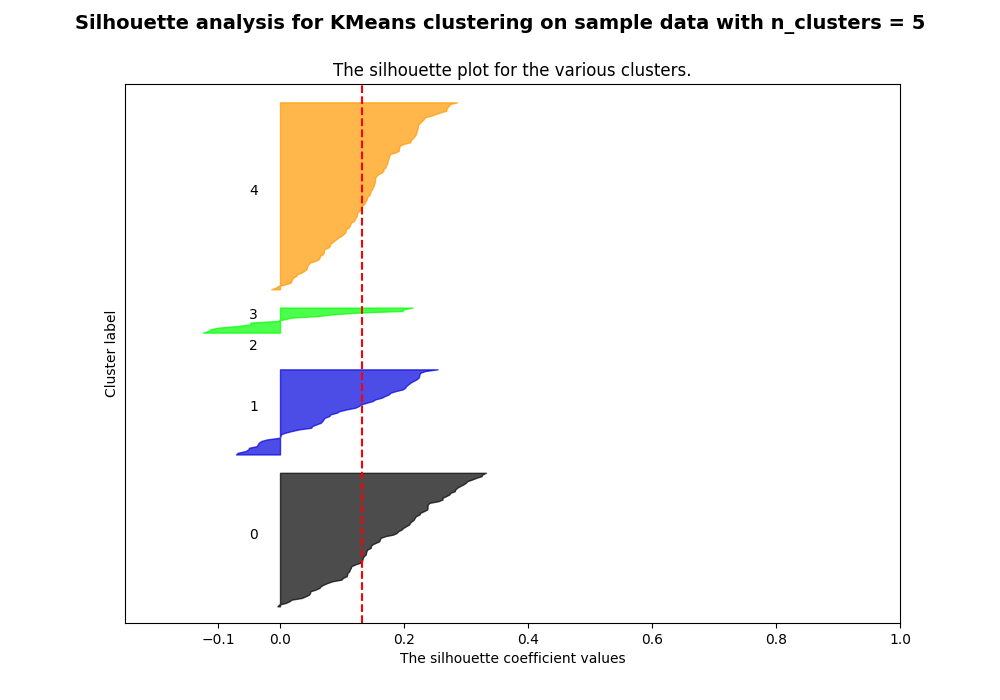 Silhouette analysis for KMeans clustering on sample data with n_clusters = 5
The silhouette plot for the various clusters.
Cluster label
4
3
2
1
0
−0.1 0.0 0.2 0.4 0.6 0.8 1.0
The silhouette coefficient values